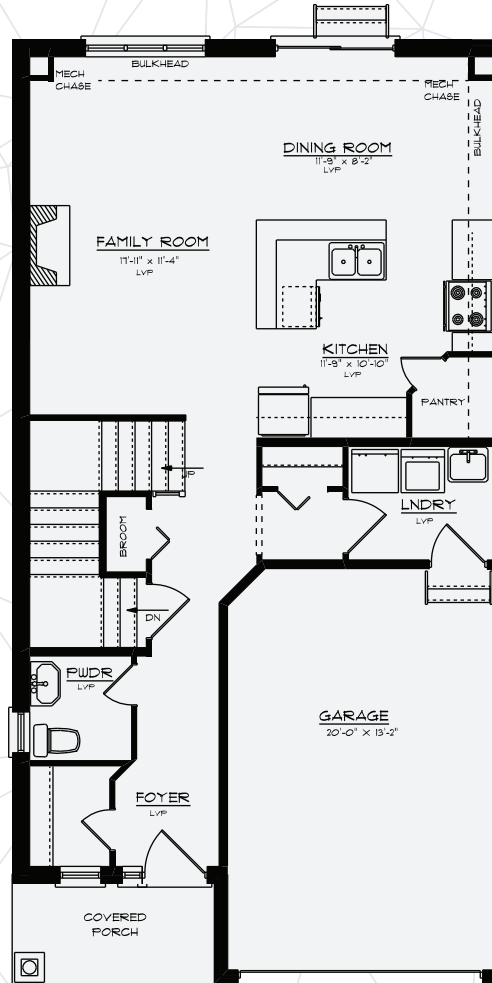 BULKHEAD
MECH
CHASE
MECH
CHASE
BULKHEAD
DINING ROOM
11'-9" x 8'-2"
LVP
FAMILY ROOM
17'-11" x 11'-4"
LVP
KITCHEN
11'-9" x 10'-10"
LVP
PANTRY
UP
LNDRY
LVP
BROOM
DN
PWDR
LVP
GARAGE
20'-0" X 13'-2"
FOYER
LVP
COVERED
PORCH